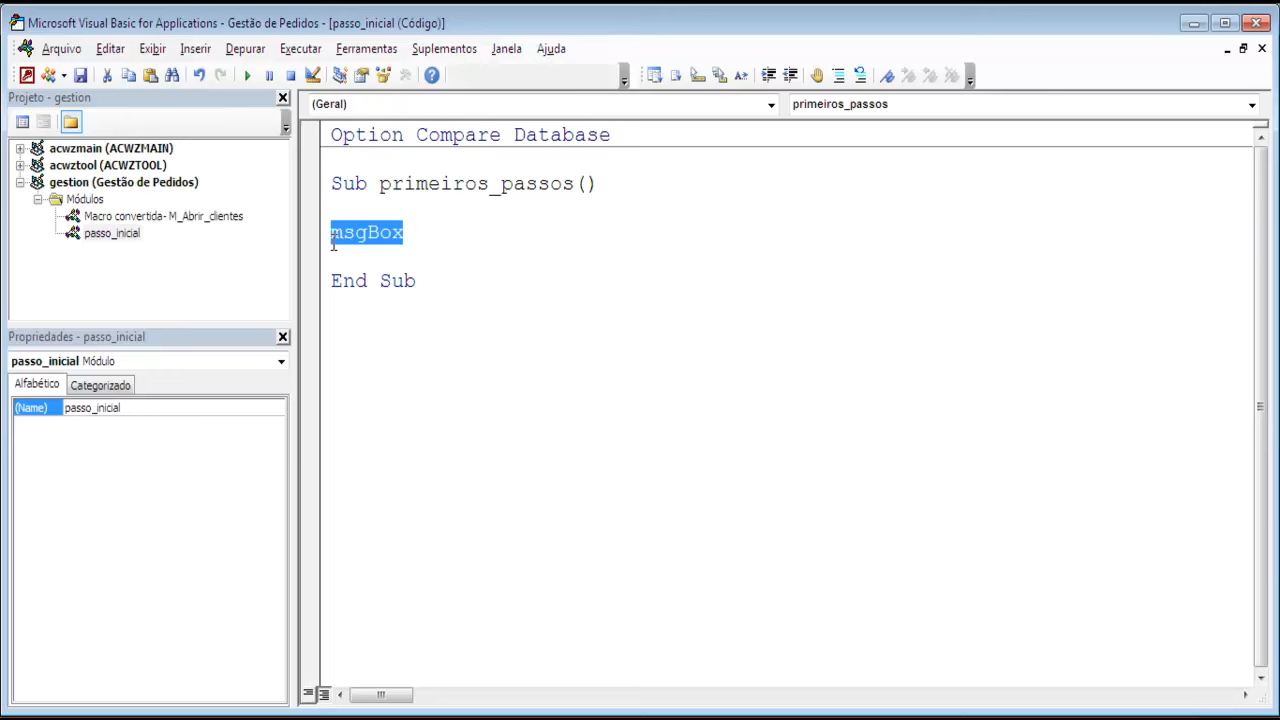 Microsoft Visual Basic for Applications - Gestão de Pedidos - [passo_inicial (Código)]
Arquivo Editar Exibir Inserir Depurar Executar Ferramentas Suplementos Janela Ajuda
Projeto - gestion
(Geral) primeiros_passos
acwzmain (ACWZMAIN)
acwztool (ACWZTOOL)
gestion (Gestão de Pedidos)
Módulos
Macro convertida- M_Abrir_clientes
passo_inicial
Option Compare Database
Sub primeiros_passos()
msgBox
End Sub
Propriedades - passo_inicial
passo_inicial Módulo
Alfabético Categorizado
(Name) passo_inicial